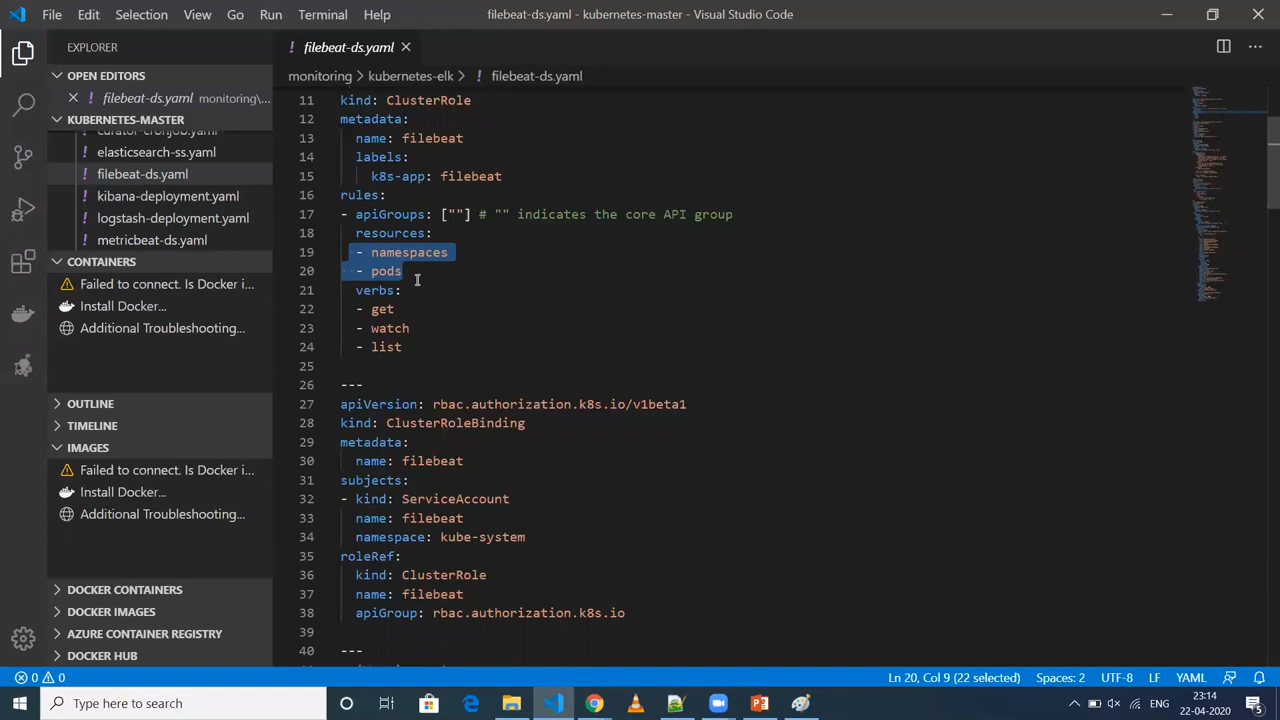 File Edit Selection View Go Run Terminal Help
filebeat-ds.yaml - kubernetes-master - Visual Studio Code
EXPLORER
OPEN EDITORS
filebeat-ds.yaml monitoring\...
KUBERNETES-MASTER
curator-cronjob.yaml
elasticsearch-ss.yaml
filebeat-ds.yaml
kibana-deployment.yaml
logstash-deployment.yaml
metricbeat-ds.yaml
CONTAINERS
Failed to connect. Is Docker i...
Install Docker...
Additional Troubleshooting...
OUTLINE
TIMELINE
IMAGES
Failed to connect. Is Docker i...
Install Docker...
Additional Troubleshooting...
DOCKER CONTAINERS
DOCKER IMAGES
AZURE CONTAINER REGISTRY
DOCKER HUB
! filebeat-ds.yaml
monitoring > kubernetes-elk > ! filebeat-ds.yaml
11 kind: ClusterRole
12 metadata:
13 name: filebeat
14 labels:
15 k8s-app: filebeat
16 rules:
17 - apiGroups: [""] # "" indicates the core API group
18 resources:
19 - namespaces
20 - pods
21 verbs:
22 - get
23 - watch
24 - list
25
26 ---
27 apiVersion: rbac.authorization.k8s.io/v1beta1
28 kind: ClusterRoleBinding
29 metadata:
30 name: filebeat
31 subjects:
32 - kind: ServiceAccount
33 name: filebeat
34 namespace: kube-system
35 roleRef:
36 kind: ClusterRole
37 name: filebeat
38 apiGroup: rbac.authorization.k8s.io
39
40 ---
0 0
Ln 20, Col 9 (22 selected) Spaces: 2 UTF-8 LF YAML
Type here to search
ENG
23:14
22-04-2020
5